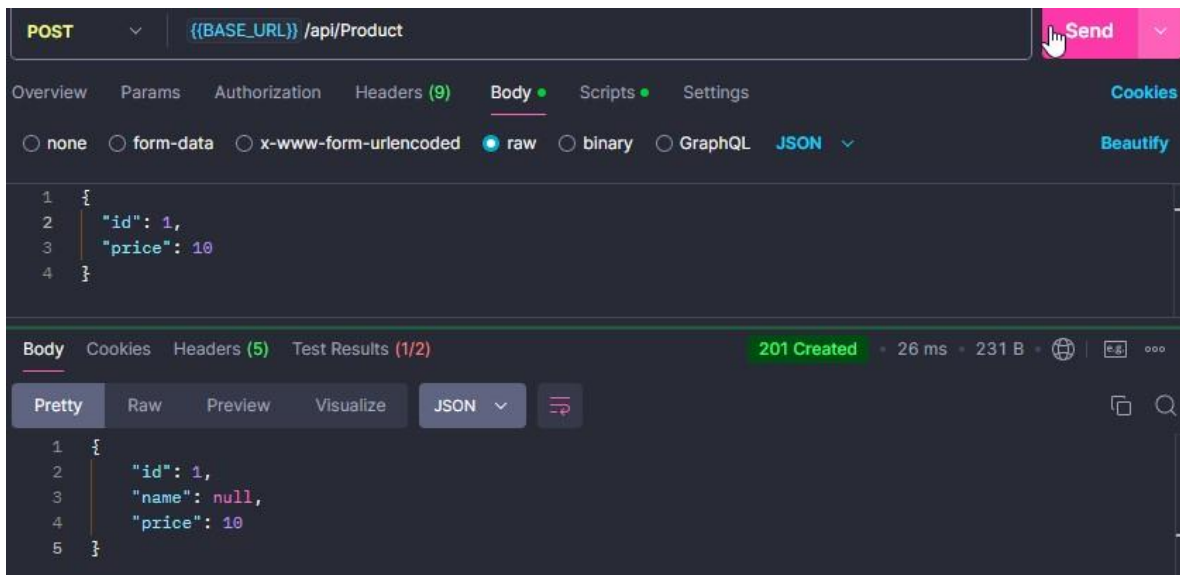 POST {{BASE_URL}} /api/Product Send
Overview Params Authorization Headers (9) Body Scripts Settings Cookies
none form-data x-www-form-urlencoded raw binary GraphQL JSON Beautify
1 {
2 "id": 1,
3 "price": 10
4 }
Body Cookies Headers (5) Test Results (1/2) 201 Created 26 ms 231 B e.g.
Pretty Raw Preview Visualize JSON
1 {
2 "id": 1,
3 "name": null,
4 "price": 10
5 }